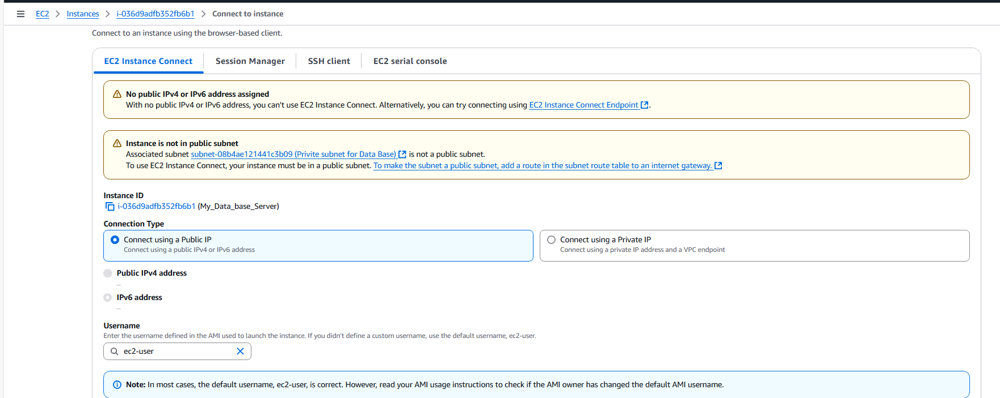 EC2 > Instances > i-036d9adfb352fb6b1 > Connect to instance
Connect to an instance using the browser-based client.
EC2 Instance Connect
Session Manager
SSH client
EC2 serial console
No public IPv4 or IPv6 address assigned
With no public IPv4 or IPv6 address, you can't use EC2 Instance Connect. Alternatively, you can try connecting using EC2 Instance Connect Endpoint.
Instance is not in public subnet
Associated subnet subnet-08b4ae121441c3b09 (Privite subnet for Data Base) is not a public subnet.
To use EC2 Instance Connect, your instance must be in a public subnet. To make the subnet a public subnet, add a route in the subnet route table to an internet gateway.
Instance ID
i-036d9adfb352fb6b1 (My_Data_base_Server)
Connection Type
Connect using a Public IP
Connect using a public IPv4 or IPv6 address
Connect using a Private IP
Connect using a private IP address and a VPC endpoint
Public IPv4 address
–
IPv6 address
–
Username
Enter the username defined in the AMI used to launch the instance. If you didn't define a custom username, use the default username, ec2-user.
ec2-user
Note: In most cases, the default username, ec2-user, is correct. However, read your AMI usage instructions to check if the AMI owner has changed the default AMI username.